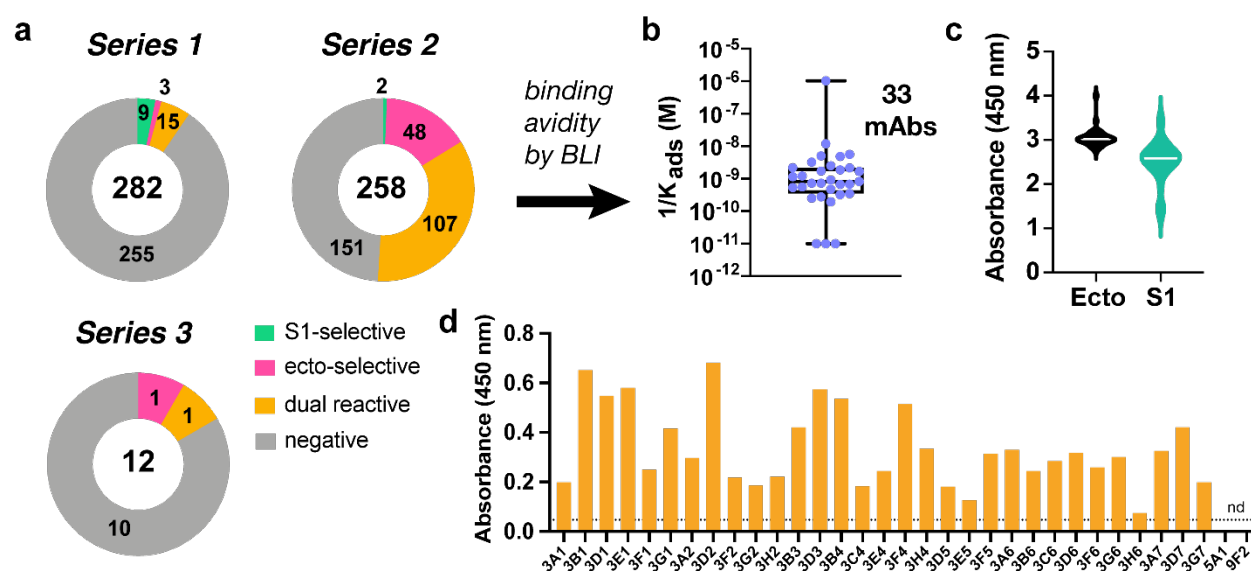 a
Series 1
3
9
15
282
255
Series 2
2
48
258
107
151
binding
avidity
by BLI
b
1/Kads (M)
10-5
10-6
10-7
10-8
10-9
10-10
10-11
10-12
33
mAbs
c
Absorbance (450 nm)
5
4
3
2
1
0
Ecto
S1
Series 3
1
1
12
10
S1-selective
ecto-selective
dual reactive
negative
d
Absorbance (450 nm)
0.8
0.6
0.4
0.2
0.0
nd
3A1
3B1
3D1
3E1
3F1
3G1
3A2
3D2
3F2
3G2
3H2
3B3
3D3
3B4
3C4
3E4
3F4
3H4
3D5
3E5
3F5
3A6
3B6
3C6
3D6
3F6
3G6
3H6
3A7
3D7
3G7
5A1
9F2